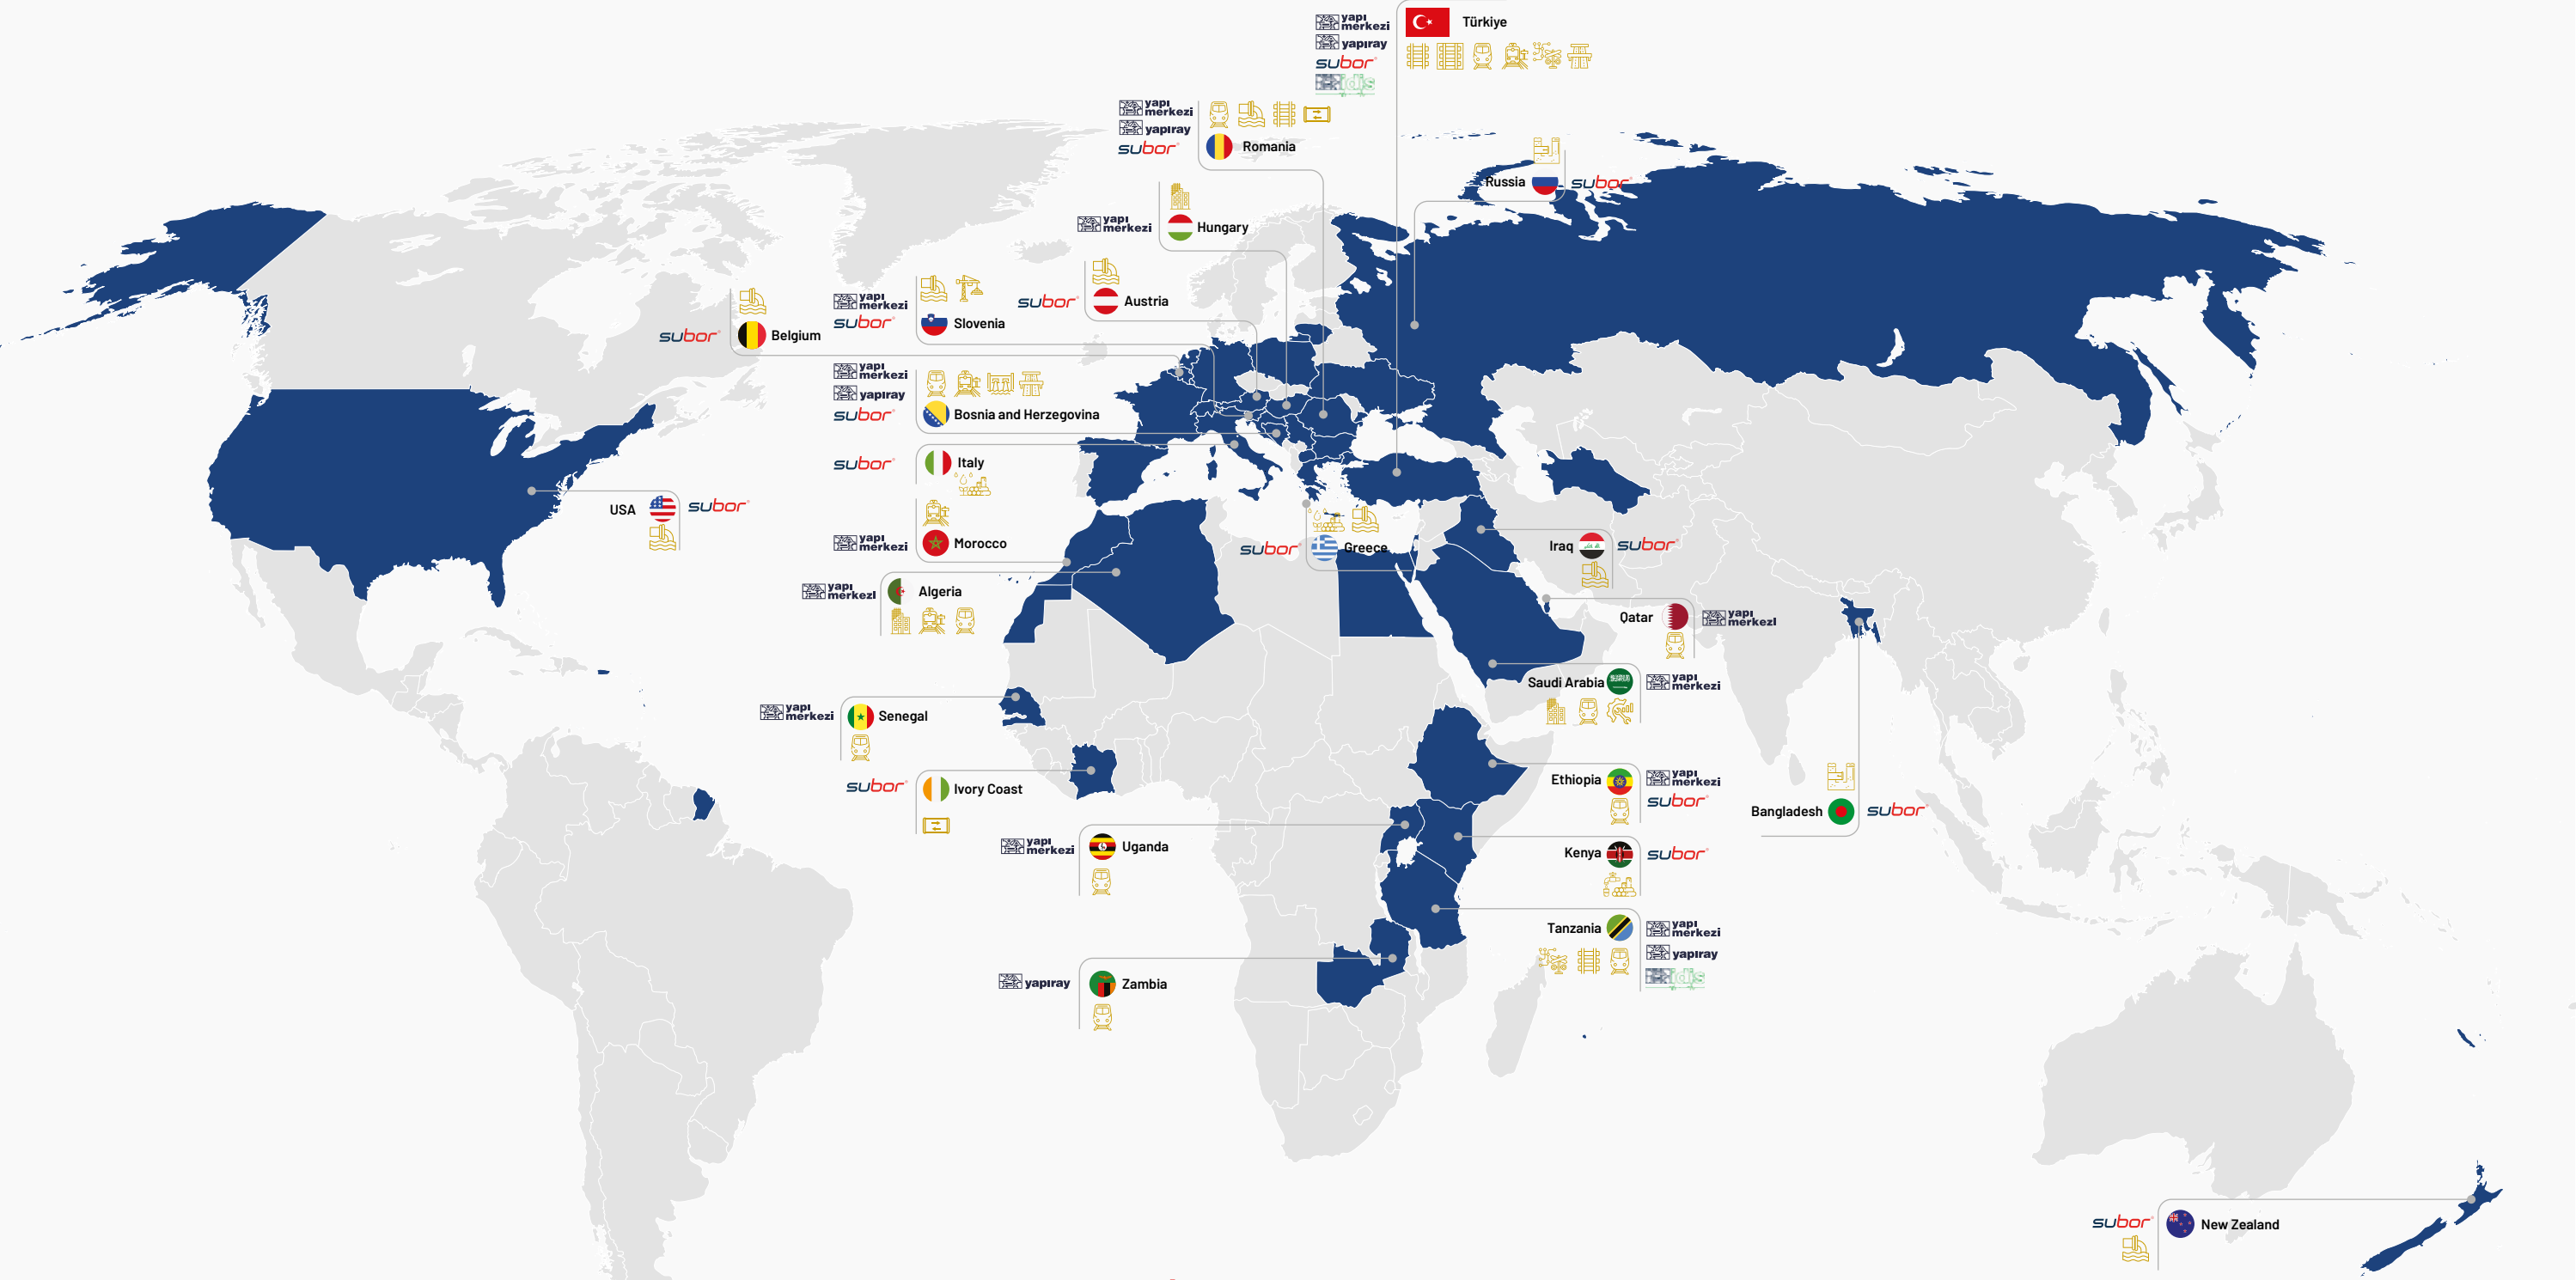 yapı
merkezi
yapıray
subor
idis
Türkiye
yapı
merkezi
yapıray
subor
Romania
Russia
subor
yapı
merkezi
Hungary
subor
Austria
yapı
merkezi
subor
Slovenia
subor
Belgium
yapı
merkezi
yapıray
subor
Bosnia and Herzegovina
subor
Italy
USA
subor
yapı
merkezi
Morocco
subor
Greece
Iraq
subor
yapı
merkezi
Algeria
Qatar
yapı
merkezi
Saudi Arabia
yapı
merkezi
yapı
merkezi
Senegal
subor
Ivory Coast
Ethiopia
yapı
merkezi
subor
Bangladesh
subor
yapı
merkezi
Uganda
Kenya
subor
Tanzania
yapı
merkezi
yapıray
idis
yapıray
Zambia
subor
New Zealand